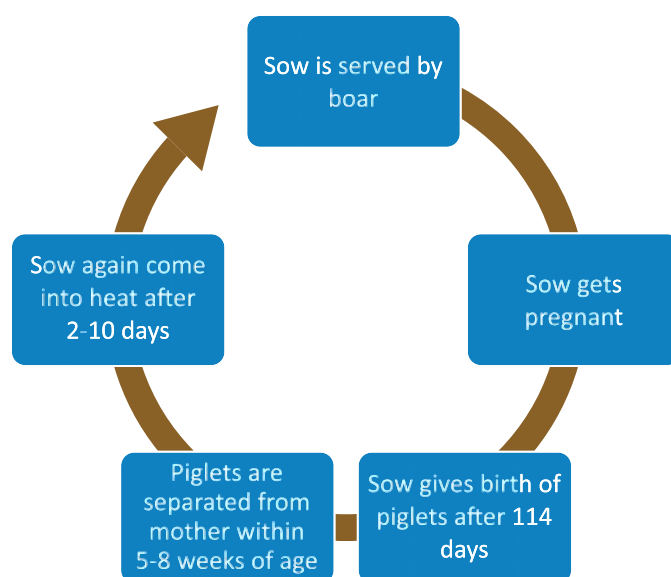 Sow is served by
boar
Sow gets
pregnant
Sow gives birth of
piglets after 114
days
Piglets are
separated from
mother within
5-8 weeks of age
Sow again come
into heat after
2-10 days